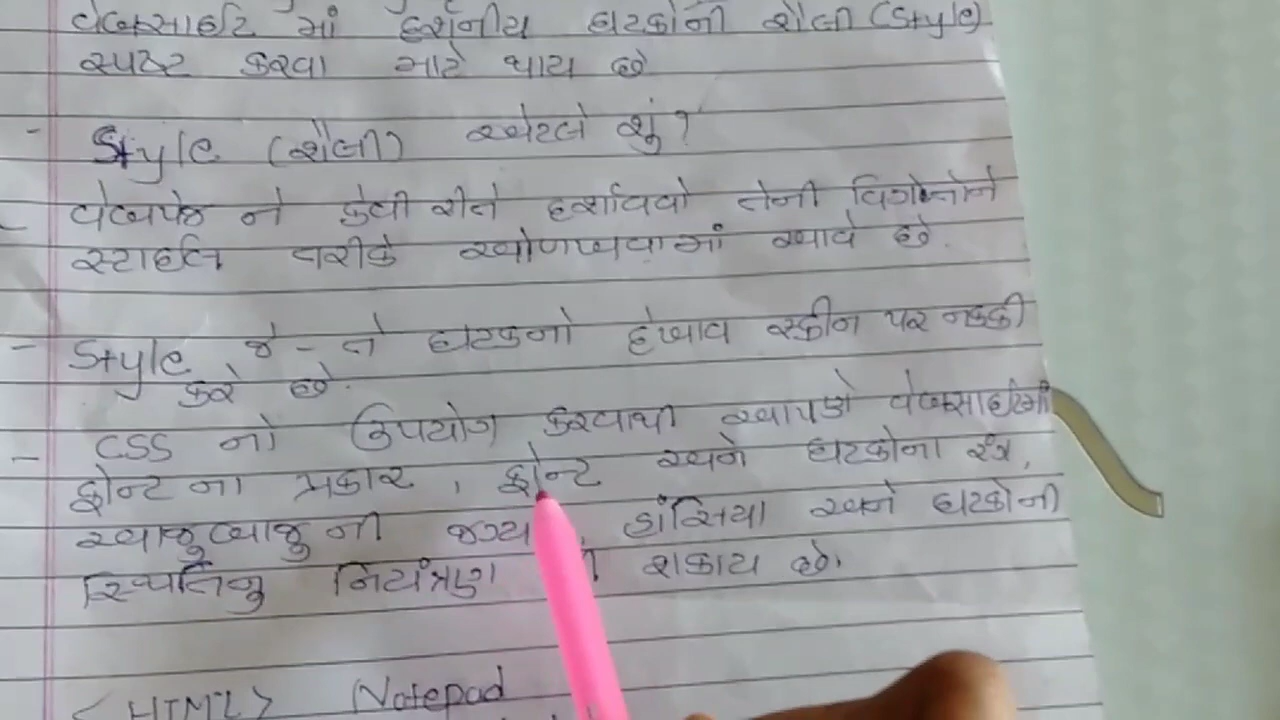 વેબસાઈટ માં દર્શનીય ઘટકોની શૈલી (Style)
સ્પષ્ટ કરવા માટે થાય છે
- Style (શૈલી) એટલે શું?
- વેબપેજ ને કેવી રીતે દર્શાવવો તેની વિગતોને
સ્ટાઈલ તરીકે ઓળખવામાં આવે છે.
- Style જે-તે ઘટકનો દેખાવ સ્ક્રીન પર નક્કી
કરે છે.
- CSS નો ઉપયોગ કરવાથી આપણે વેબસાઈટમાં
ફોન્ટ ના પ્રકાર, ફોન્ટ અને ઘટકોના રંગ,
આજુબાજુની જગ્યા, હાંસિયા અને ઘટકોની
સ્થિતિનુ નિયંત્રણ શકાય છે.
<HTML> Notepad